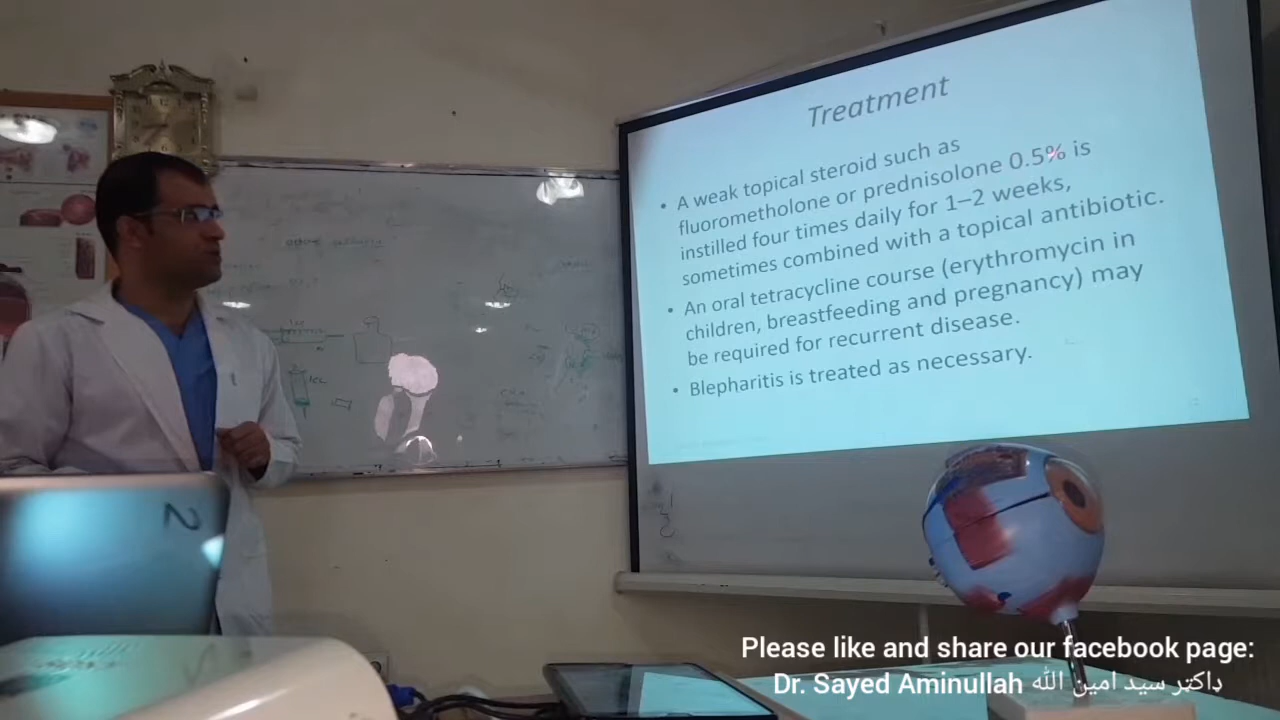 Treatment
• A weak topical steroid such as
fluorometholone or prednisolone 0.5% is
instilled four times daily for 1–2 weeks,
sometimes combined with a topical antibiotic.
• An oral tetracycline course (erythromycin in
children, breastfeeding and pregnancy) may
be required for recurrent disease.
• Blepharitis is treated as necessary.
2
Please like and share our facebook page:
Dr. Sayed Aminullah ډاکټر سید امین الله